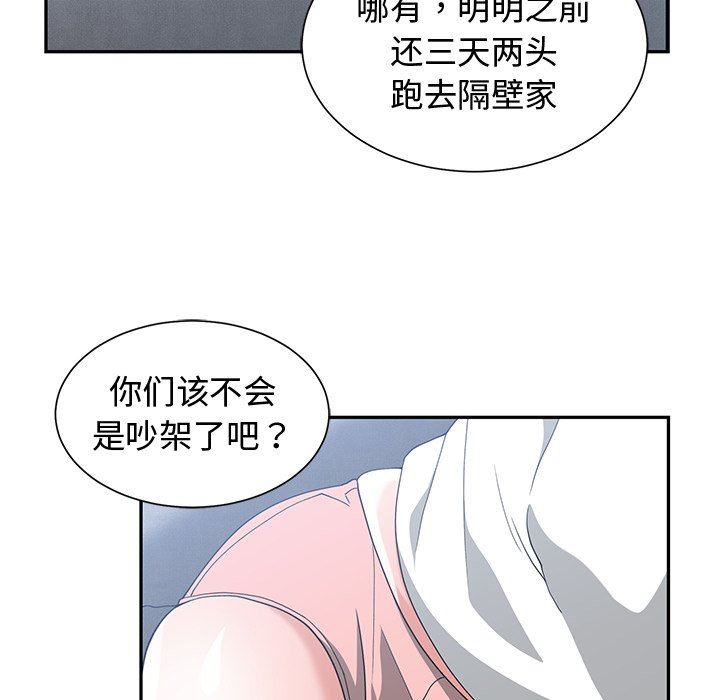 哪有，明明之前
还三天两头
跑去隔壁家
你们该不会
是吵架了吧？